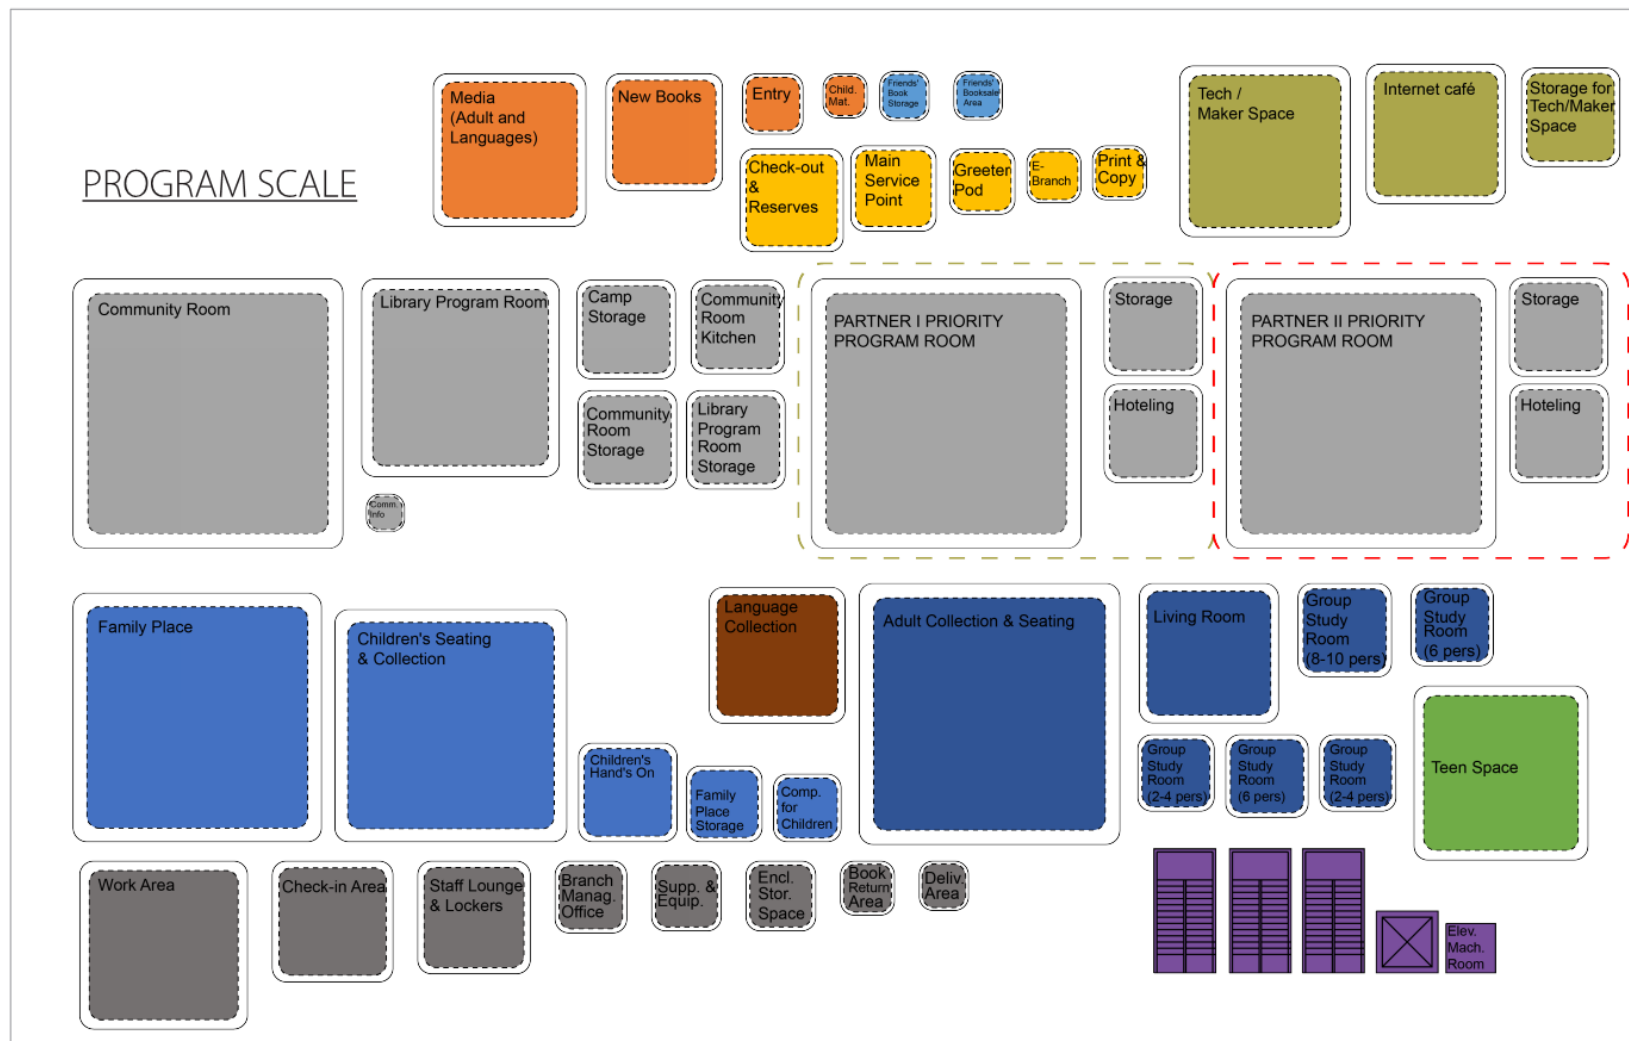 PROGRAM SCALE
Media
(Adult and
Languages)
New Books
Entry
Child.
Mat.
Friends'
Book
Storage
Friends'
Booksale
Area
Check-out
&
Reserves
Main
Service
Point
Greeter
Pod
E-
Branch
Print &
Copy
Tech /
Maker Space
Internet café
Storage for
Tech/Maker
Space
Community Room
Library Program Room
Camp
Storage
Community
Room
Kitchen
Community
Room
Storage
Library
Program
Room
Storage
Comm.
Info
PARTNER I PRIORITY
PROGRAM ROOM
Storage
Hoteling
PARTNER II PRIORITY
PROGRAM ROOM
Storage
Hoteling
Family Place
Children's Seating
& Collection
Children's
Hand's On
Family
Place
Storage
Comp.
for
Children
Language
Collection
Adult Collection & Seating
Living Room
Group
Study
Room
(8-10 pers)
Group
Study
Room
(6 pers)
Group
Study
Room
(2-4 pers)
Group
Study
Room
(6 pers)
Group
Study
Room
(2-4 pers)
Teen Space
Work Area
Check-in Area
Staff Lounge
& Lockers
Branch
Manag.
Office
Supp. &
Equip.
Encl.
Stor.
Space
Book
Return
Area
Deliv.
Area
Elev.
Mach.
Room